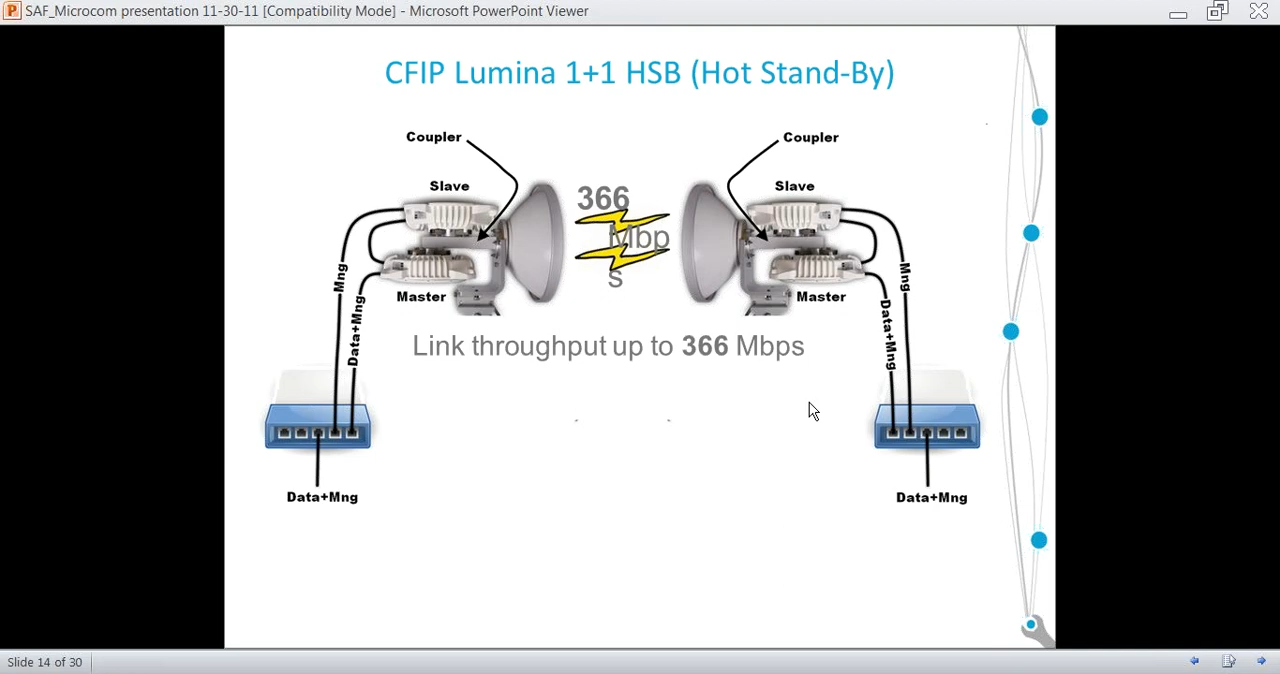 SAF_Microcom presentation 11-30-11 [Compatibility Mode] - Microsoft PowerPoint Viewer
CFIP Lumina 1+1 HSB (Hot Stand-By)
Coupler
Coupler
Slave
Slave
366
Mbp
s
Master
Master
Mng
Data+Mng
Mng
Data+Mng
Link throughput up to 366 Mbps
Data+Mng
Data+Mng
Slide 14 of 30